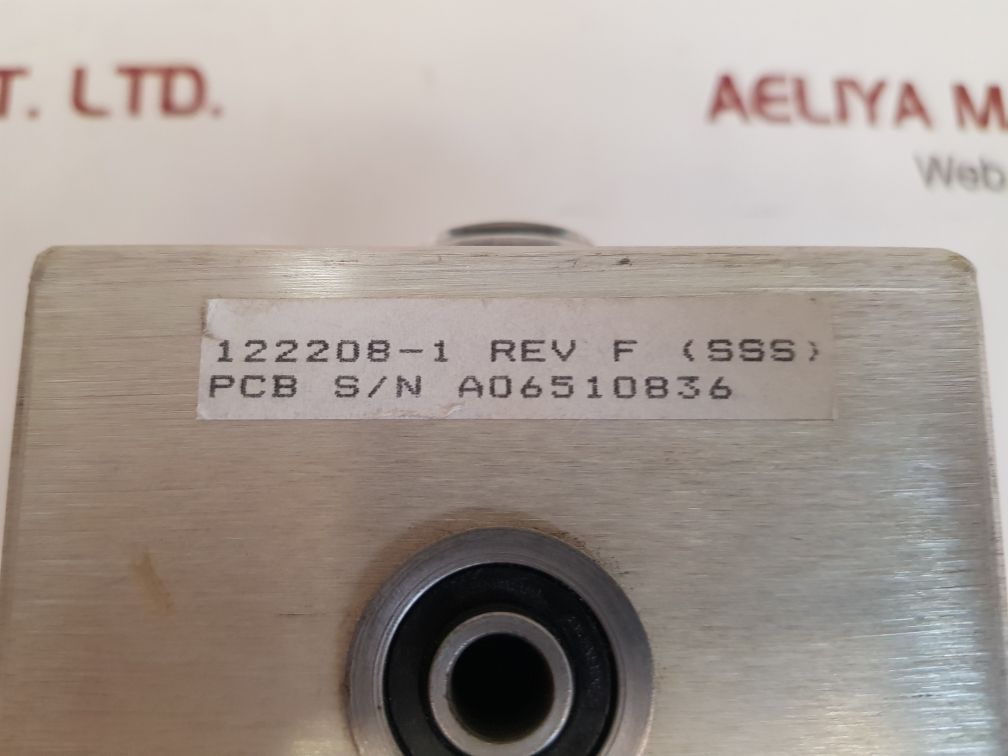 T. LTD.
AELIYA M
Web
122208-1 REV F (SSS)
PCB S/N A06510836